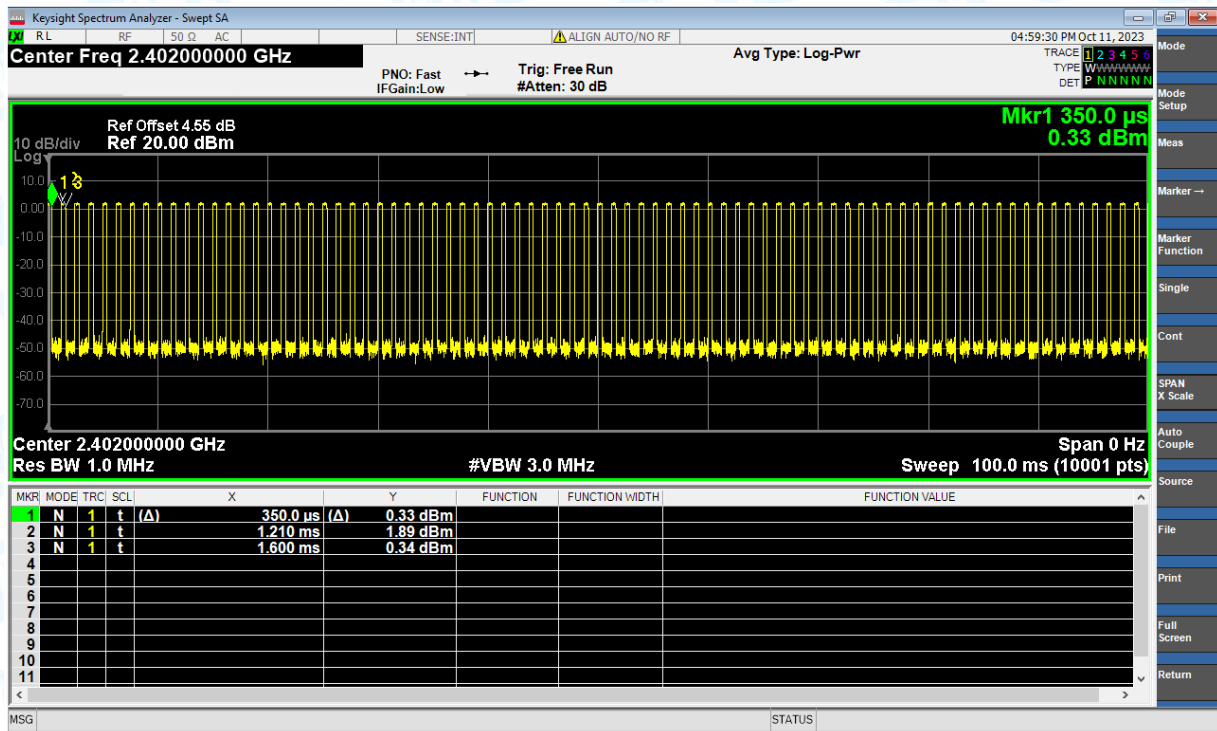 Keysight Spectrum Analyzer - Swept SA
LXI RL RF 50 Ω AC SENSE:INT ALIGN AUTO/NO RF 04:59:30 PM Oct 11, 2023
Center Freq 2.402000000 GHz
PNO: Fast
IFGain:Low
Trig: Free Run
#Atten: 30 dB
Avg Type: Log-Pwr
TRACE 1 2 3 4 5 6
TYPE WWWWWW
DET P N N N N N
Mkr1 350.0 µs
0.33 dBm
Ref Offset 4.55 dB
10 dB/div Ref 20.00 dBm
Log
10.0
0.00
-10.0
-20.0
-30.0
-40.0
-50.0
-60.0
-70.0
1 3
Center 2.402000000 GHz Span 0 Hz
Res BW 1.0 MHz #VBW 3.0 MHz Sweep 100.0 ms (10001 pts)
MKR MODE TRC SCL X Y FUNCTION FUNCTION WIDTH FUNCTION VALUE
1 N 1 t (Δ) 350.0 µs (Δ) 0.33 dBm
2 N 1 t 1.210 ms 1.89 dBm
3 N 1 t 1.600 ms 0.34 dBm
4
5
6
7
8
9
10
11
MSG STATUS
Mode
Mode
Setup
Meas
Marker →
Marker
Function
Single
Cont
SPAN
X Scale
Auto
Couple
Source
File
Print
Full
Screen
Return